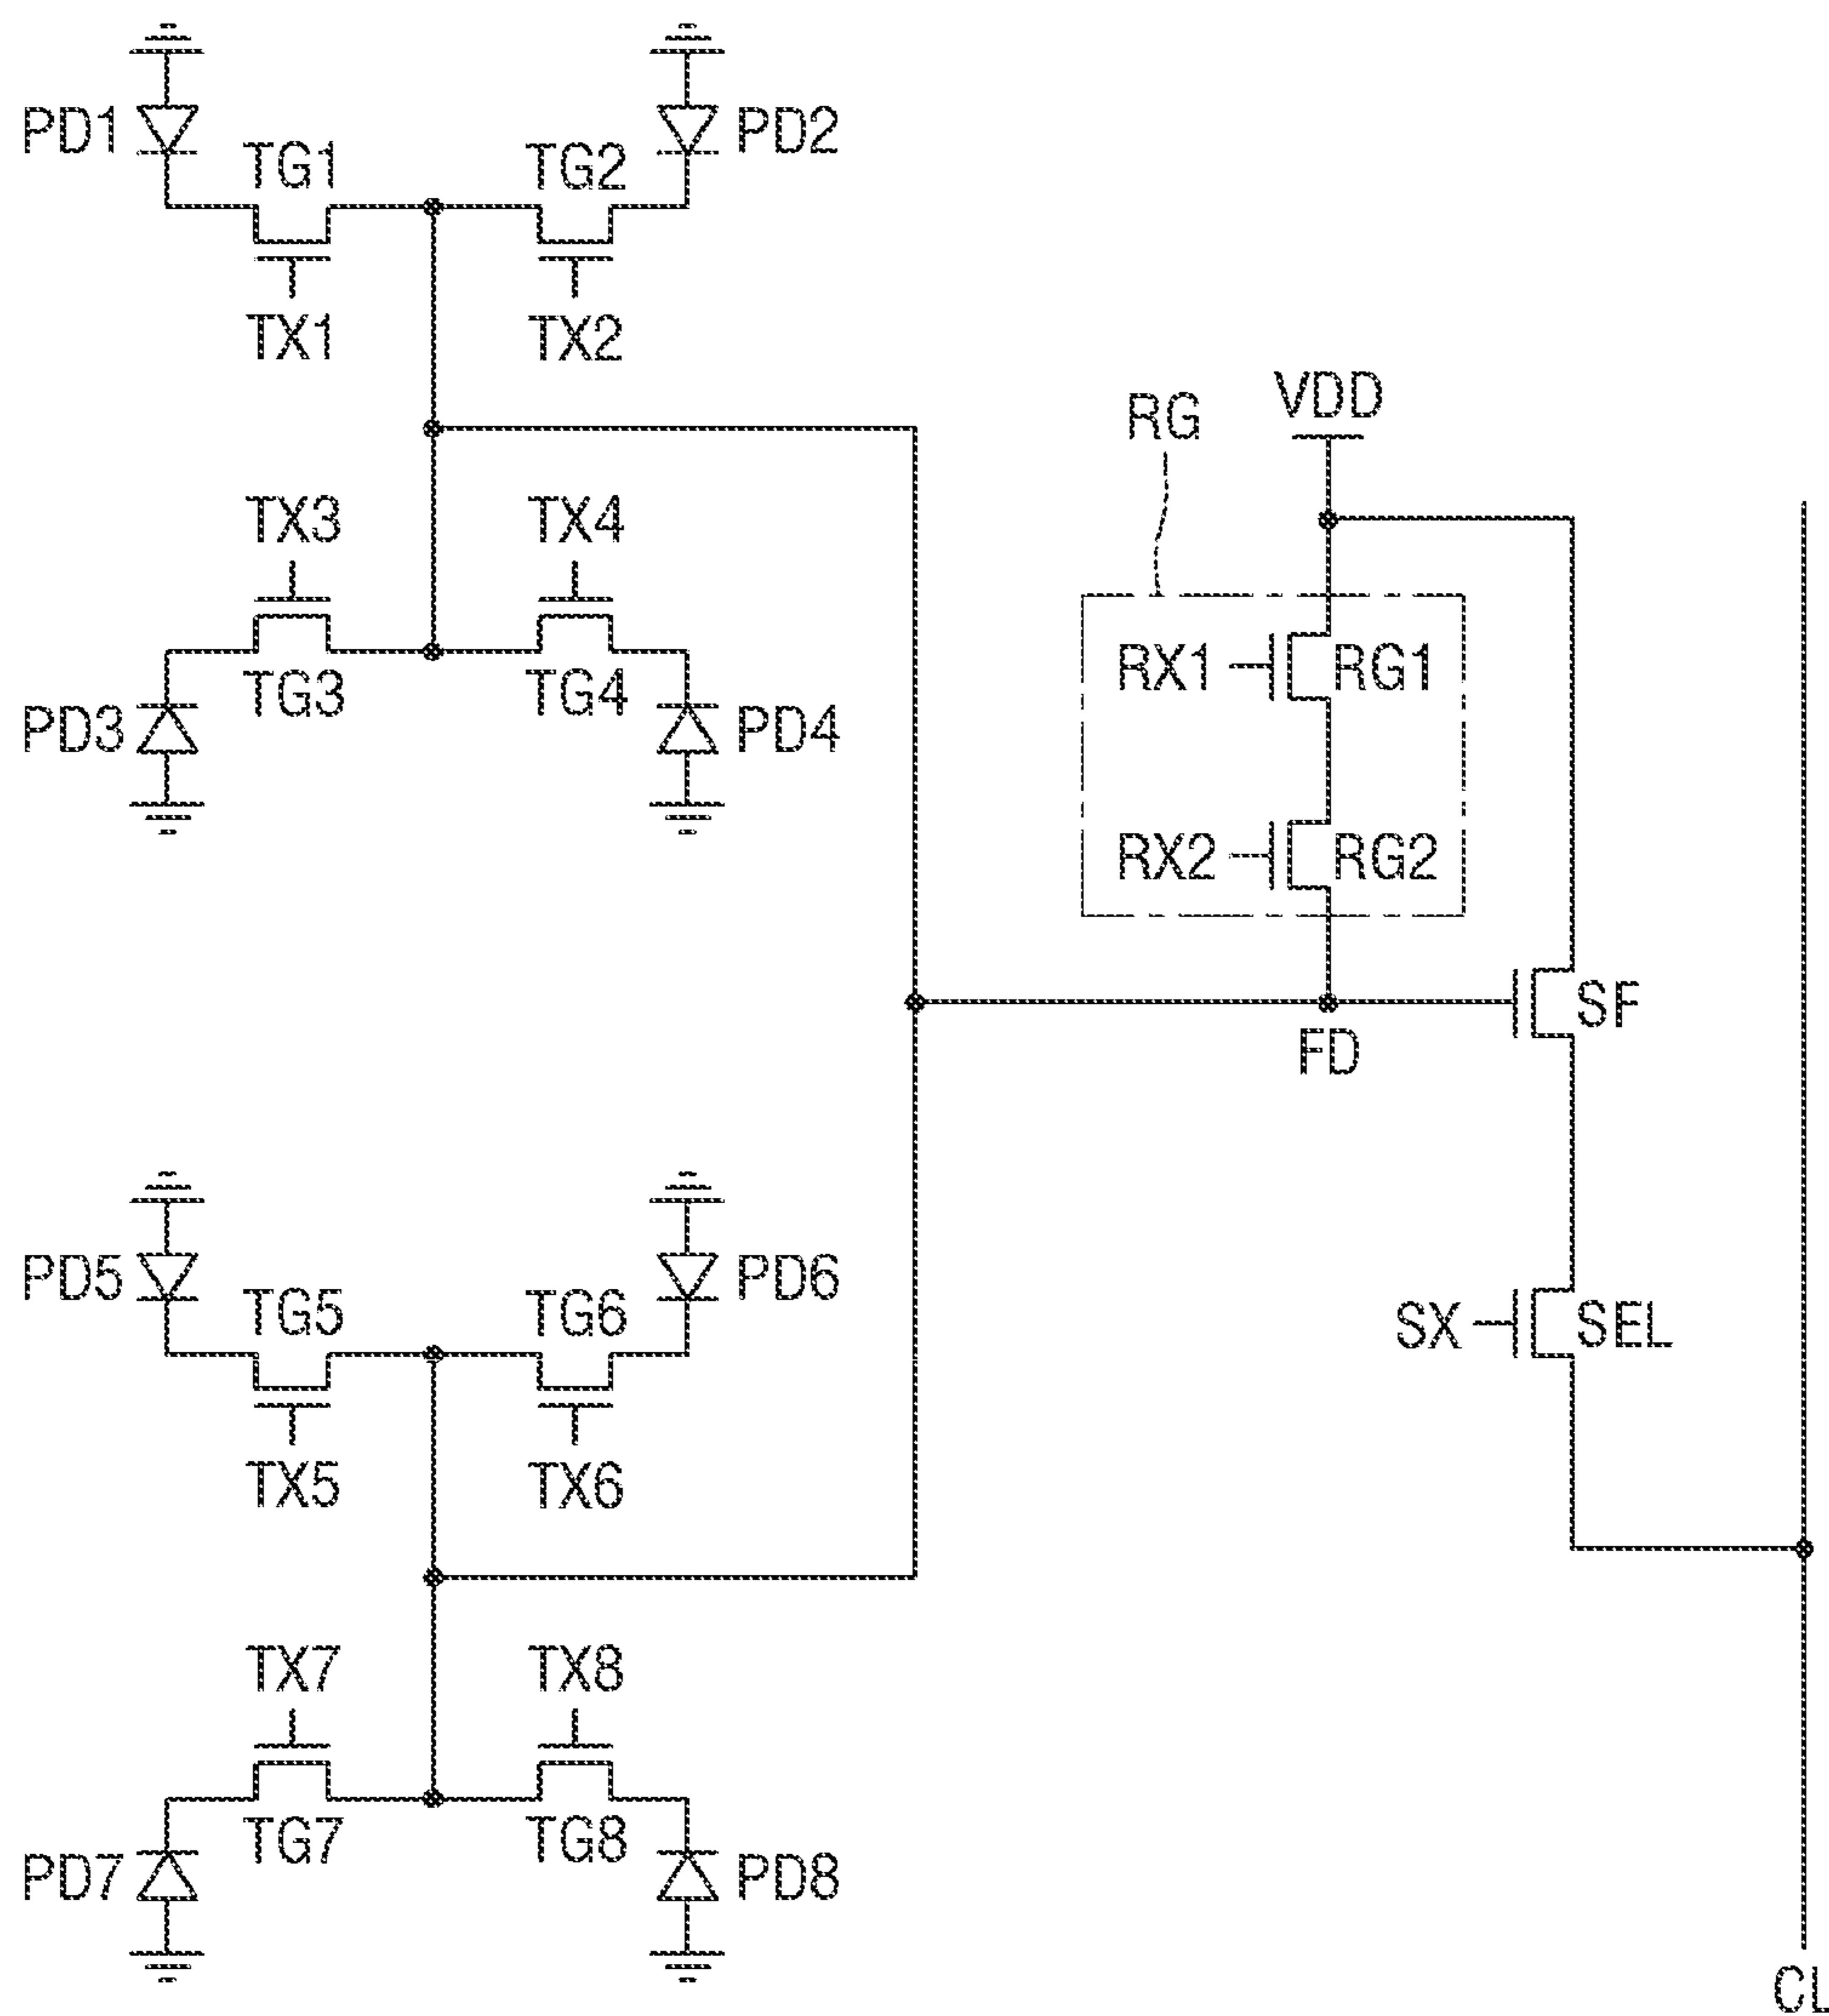 PD1
TG1
TG2
PD2
TX1
TX2
TX3
TX4
PD3
TG3
TG4
PD4
RG
VDD
RX1
RG1
RX2
RG2
SF
FD
PD5
TG5
TG6
PD6
SX
SEL
TX5
TX6
TX7
TX8
PD7
TG7
TG8
PD8
CL